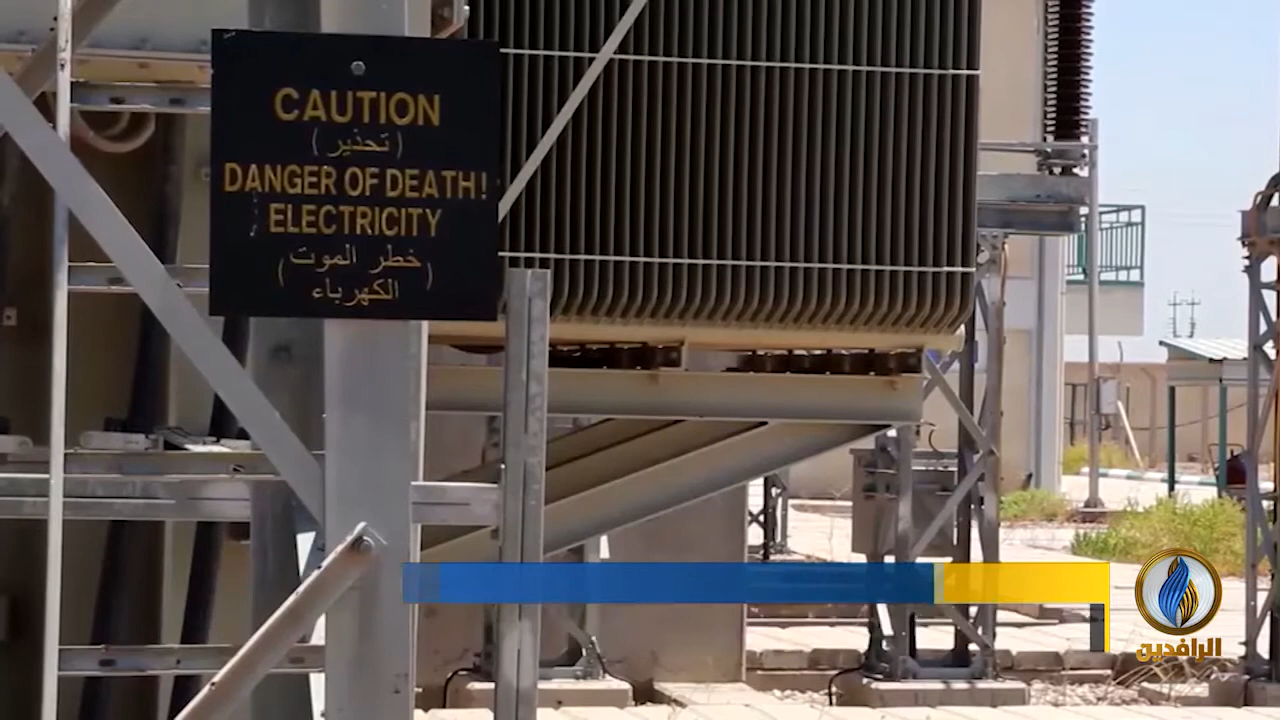 CAUTION
(تحذير)
DANGER OF DEATH!
ELECTRICITY
(خطر الموت
الكهرباء)
الرافدين